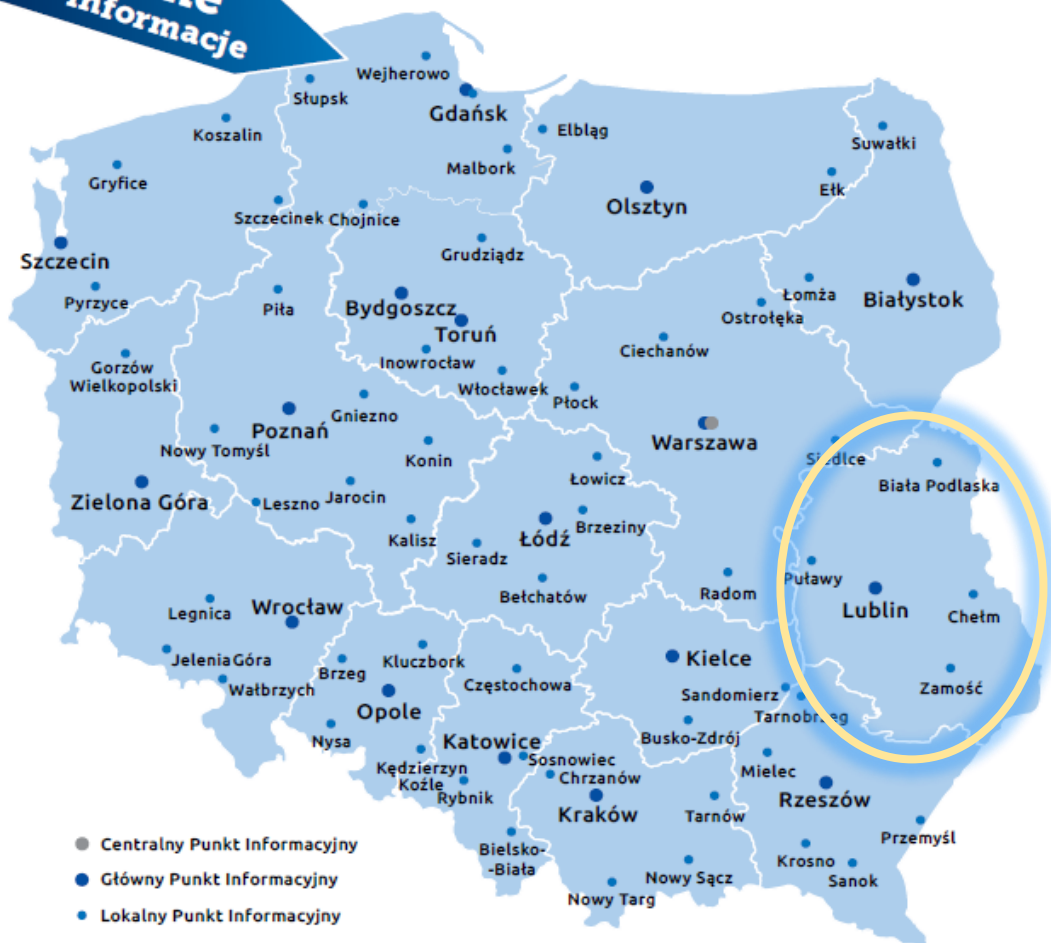 informacje
Wejherowo
Słupsk
Gdańsk
Koszalin
Elbląg
Suwałki
Malbork
Gryfice
Ełk
Olsztyn
Szczecinek
Chojnice
Grudziądz
Szczecin
Pyrzyce
Piła
Bydgoszcz
Toruń
Łomża
Białystok
Ostrołęka
Ciechanów
Gorzów
Wielkopolski
Inowrocław
Włocławek
Płock
Gniezno
Poznań
Warszawa
Nowy Tomyśl
Konin
Siedlce
Łowicz
Biała Podlaska
Zielona Góra
Leszno
Jarocin
Kalisz
Łódź
Brzeziny
Sieradz
Bełchatów
Radom
Puławy
Lublin
Chełm
Legnica
Wrocław
Jelenia Góra
Wałbrzych
Brzeg
Kluczbork
Częstochowa
Kielce
Zamość
Sandomierz
Tarnobrzeg
Opole
Nysa
Katowice
Busko-Zdrój
Kędzierzyn
Koźle
Sosnowiec
Chrzanów
Rybnik
Mielec
Rzeszów
Kraków
Tarnów
Przemyśl
Bielsko-
-Biała
Krosno
Sanok
Nowy Sącz
Nowy Targ
Centralny Punkt Informacyjny
Główny Punkt Informacyjny
Lokalny Punkt Informacyjny